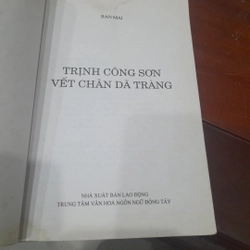 BAN MAI
TRỊNH CÔNG SƠN
VẾT CHÂN DÃ TRÀNG
NHÀ XUẤT BẢN LAO ĐỘNG
TRUNG TÂM VĂN HÓA NGÔN NGỮ ĐÔNG TÂY